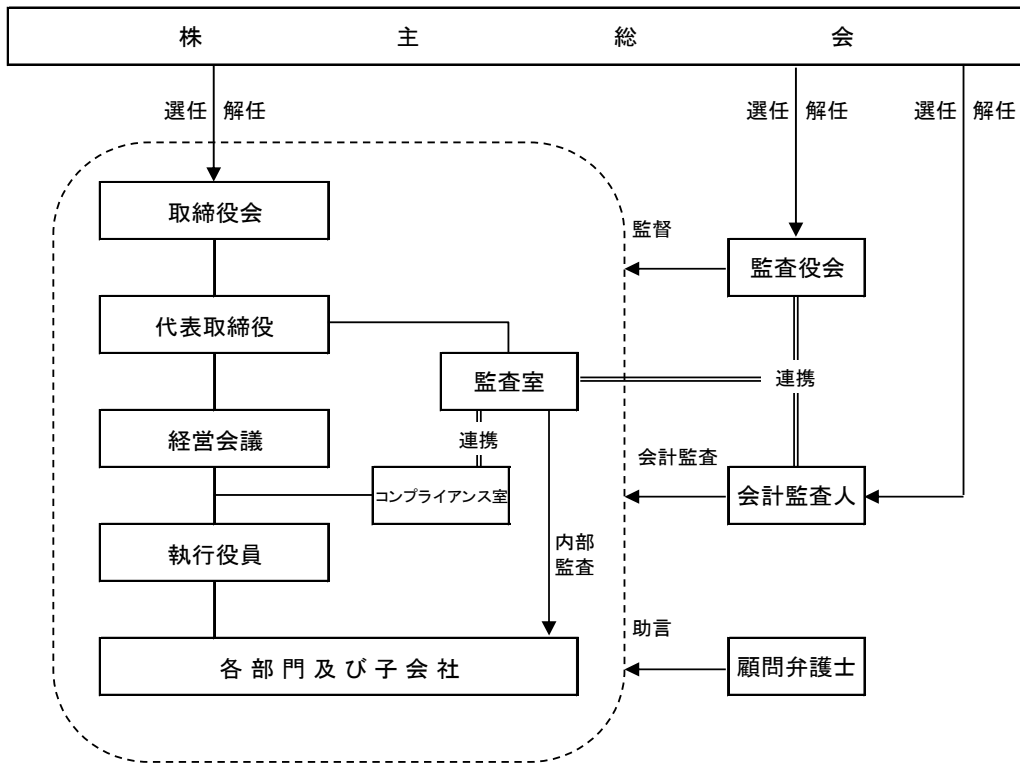 株主総会
選任 解任
選任 解任
選任 解任
取締役会
監督
監査役会
代表取締役
監査室
連携
経営会議
連携
会計監査
コンプライアンス室
会計監査人
執行役員
内部
監査
助言
各部門及び子会社
顧問弁護士